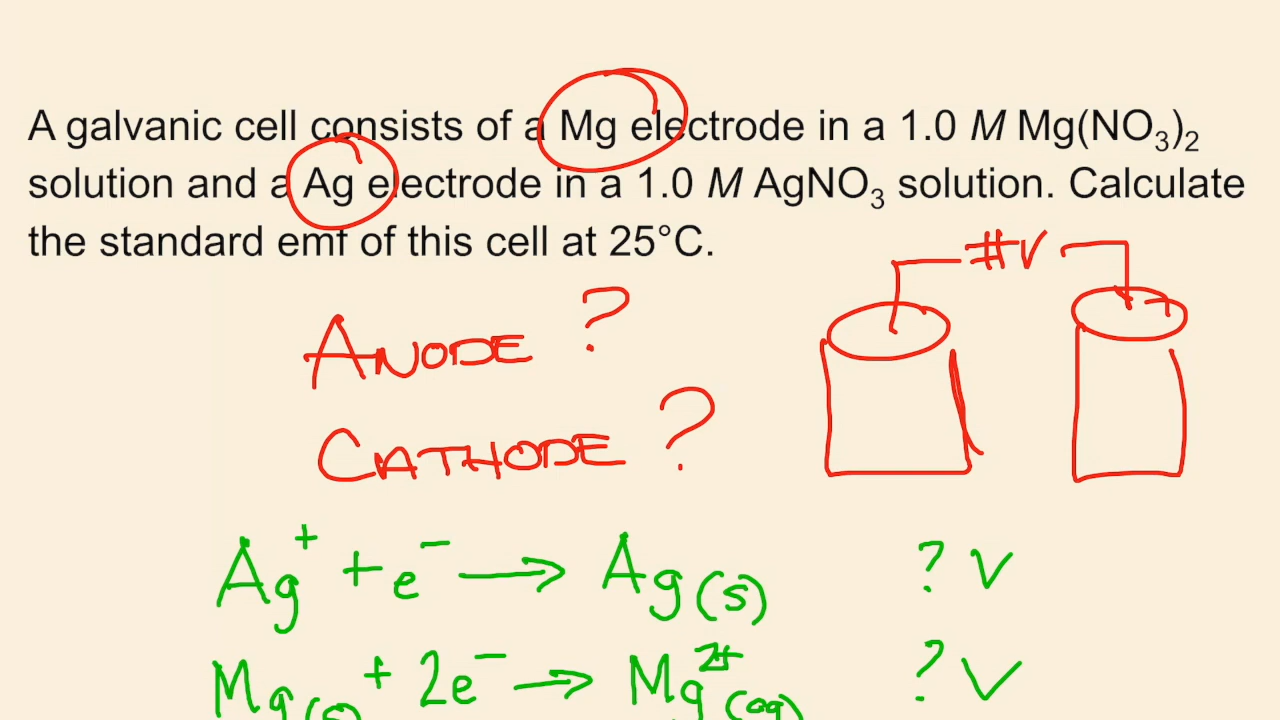 A galvanic cell consists of a Mg electrode in a 1.0 M Mg(NO₃)₂
solution and a Ag electrode in a 1.0 M AgNO₃ solution. Calculate
the standard emf of this cell at 25°C.
#V
+
ANODE ?
CATHODE ?
Ag⁺ + e⁻ → Ag(s) ? V
Mg(s) + 2e⁻ → Mg²⁺(aq) ? V